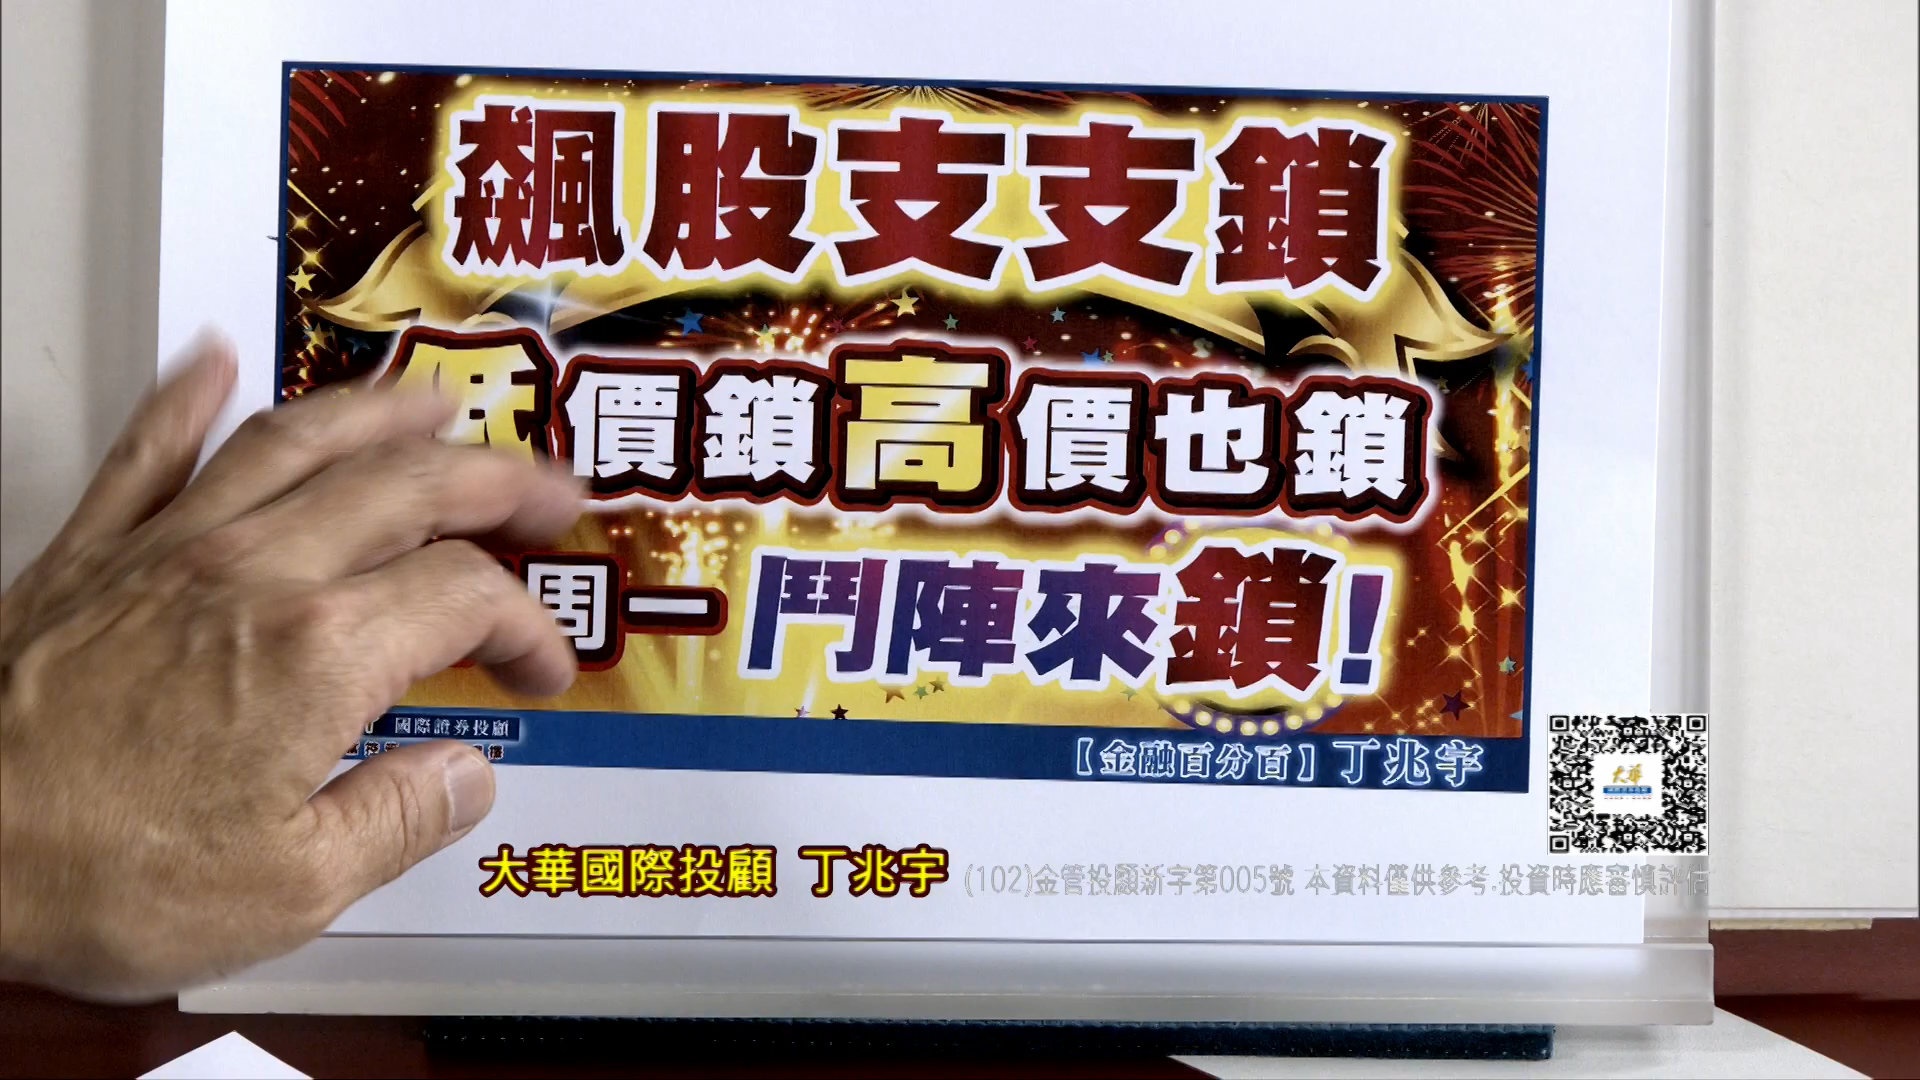 飆股支支鎖
低價鎖高價也鎖
周一 鬥陣來鎖!
國際證券投顧
【金融百分百】丁兆宇
大華
大華國際投顧 丁兆宇
(102)金管投顧新字第005號 本資料僅供參考.投資時應審慎評估